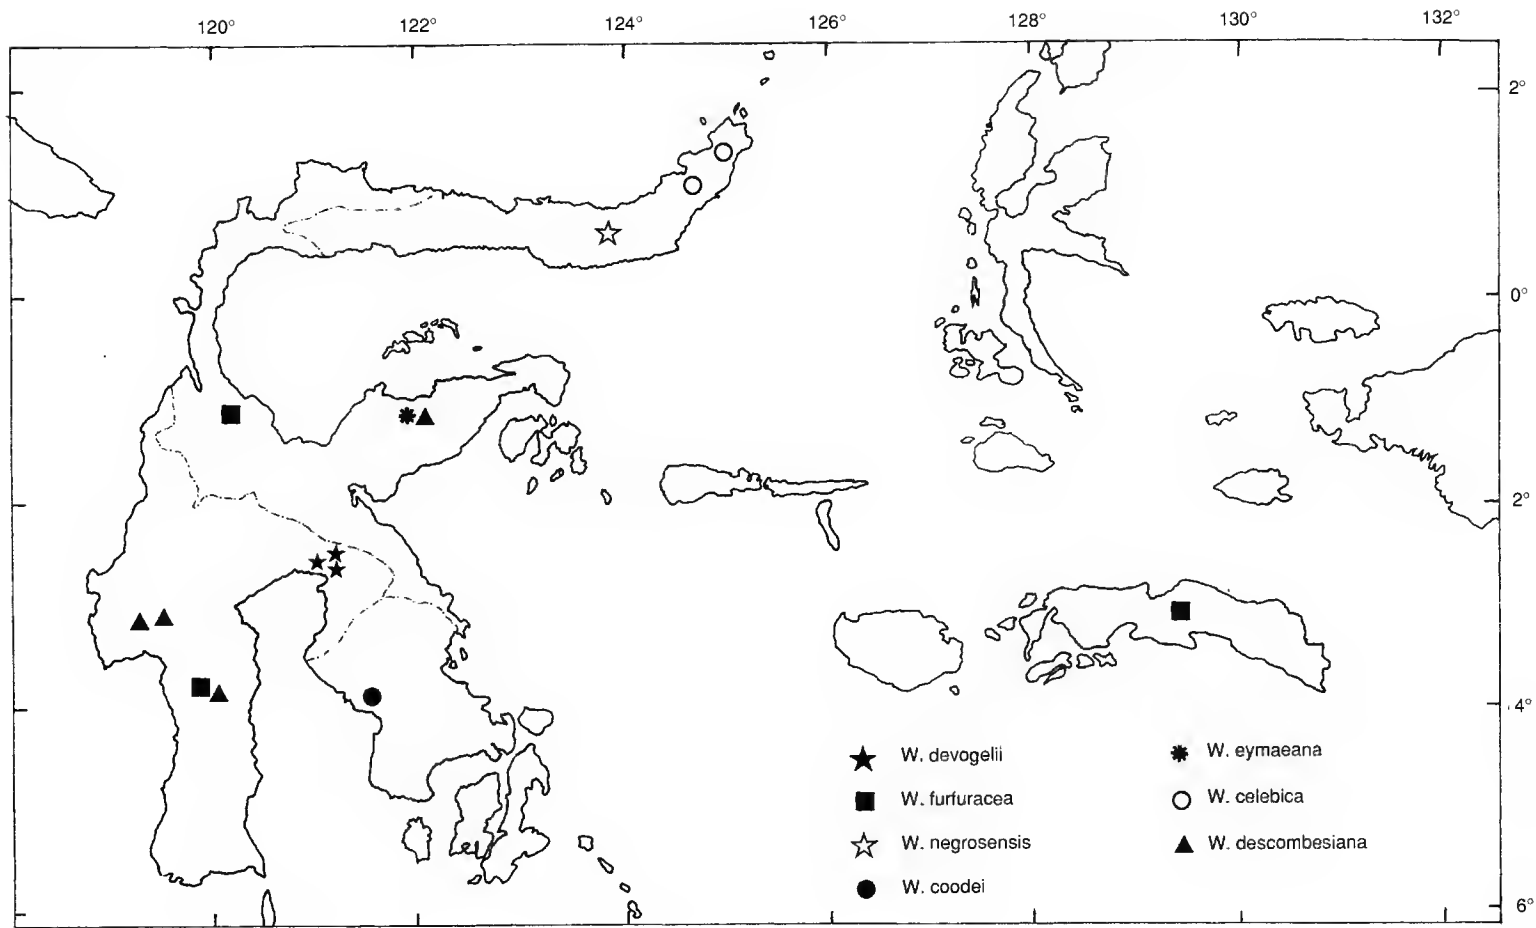 120° 122° 124° 126° 128° 130° 132°
2°
0°
2°
4°
6°
W. devogelii
W. furfuracea
W. negrosensis
W. coodei
W. eymaeana
W. celebica
W. descombesiana